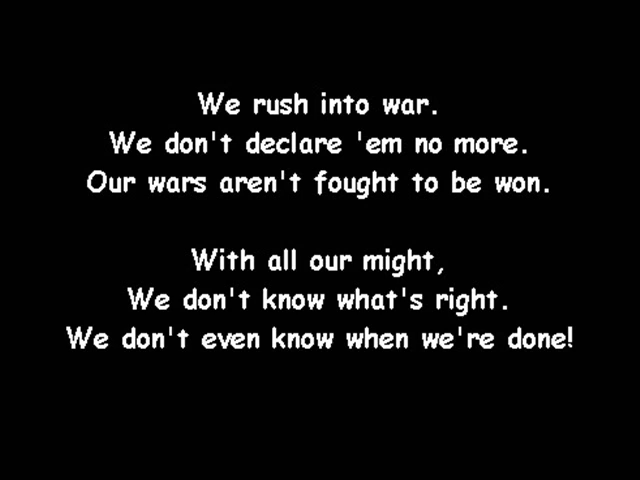 We rush into war.
We don't declare 'em no more.
Our wars aren't fought to be won.
With all our might,
We don't know what's right.
We don't even know when we're done!